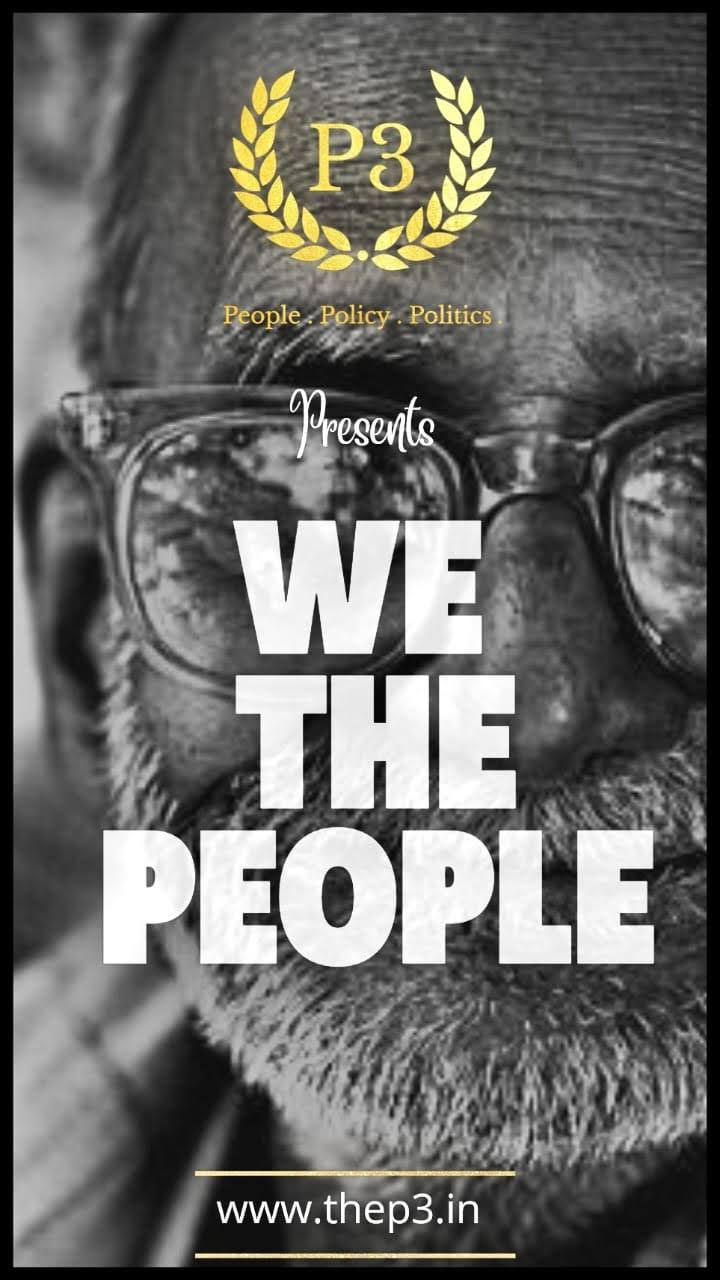 P3
People . Policy . Politics .
Presents
WE
THE
PEOPLE
www.thep3.in